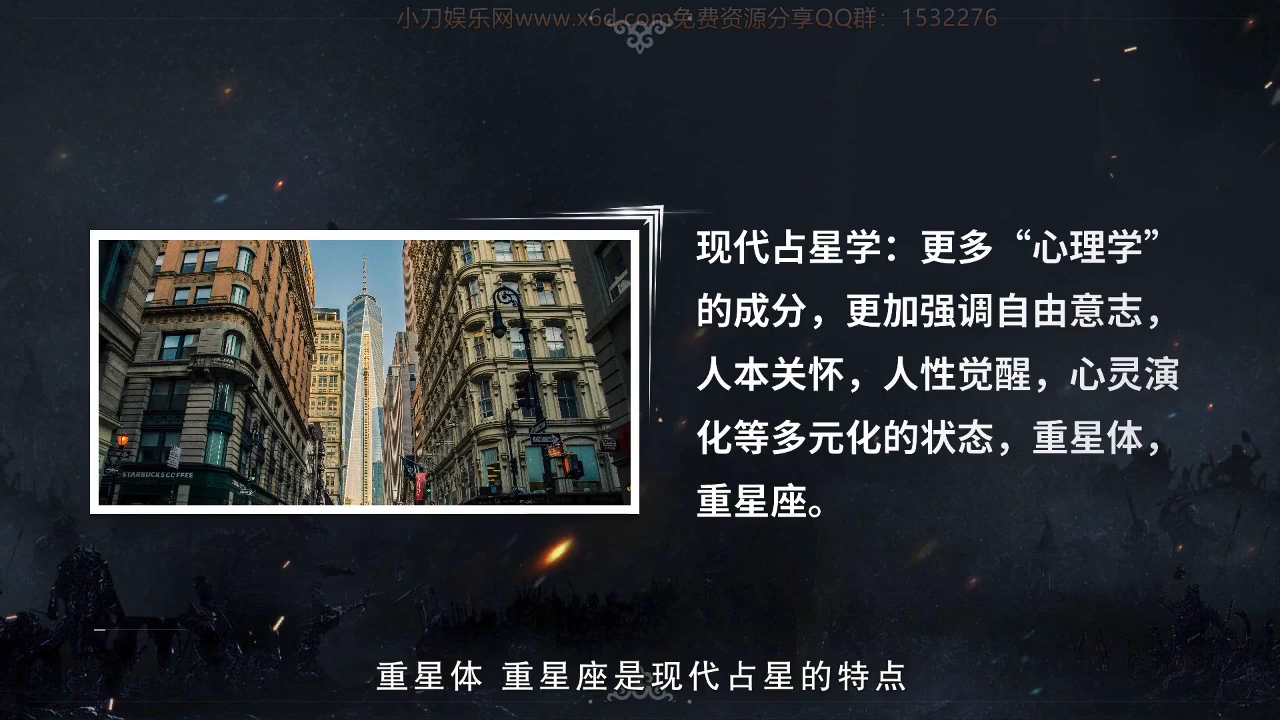 小刀娱乐网www.x6d.com免费资源分享QQ群：1532276
现代占星学：更多“心理学”
的成分，更加强调自由意志，
人本关怀，人性觉醒，心灵演
化等多元化的状态，重星体，
重星座。
STARBUCKS COFFEE
重星体 重星座是现代占星的特点